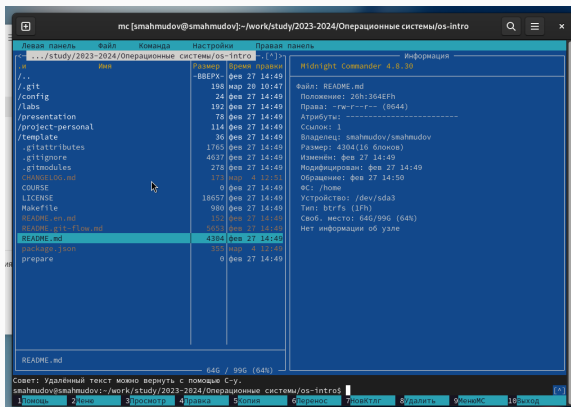 mc [smahmudov@smahmudov]:~/work/study/2023-2024/Операционные системы/os-intro
Левая панель Файл Команда Настройки Правая панель
<- .../study/2023-2024/Операционные системы/os-intro -.[^]>
.и Имя Размер Время правки
/.. -ВВЕРХ- фев 27 14:49
/.git 198 мар 20 10:47
/config 24 фев 27 14:49
/labs 192 фев 27 14:49
/presentation 78 фев 27 14:49
/project-personal 114 фев 27 14:49
/template 36 фев 27 14:49
.gitattributes 1765 фев 27 14:49
.gitignore 4637 фев 27 14:49
.gitmodules 278 фев 27 14:49
CHANGELOG.md 173 мар 4 12:51
COURSE 0 фев 27 14:49
LICENSE 18657 фев 27 14:49
Makefile 980 фев 27 14:49
README.en.md 152 фев 27 14:49
README.git-flow.md 5653 фев 27 14:49
README.md 4304 фев 27 14:49
package.json 355 мар 4 12:49
prepare 0 фев 27 14:49
README.md
64G / 99G (64%)
Информация
Midnight Commander 4.8.30
Файл: README.md
Положение: 26h:364EFh
Права: -rw-r--r-- (0644)
Атрибуты: ----------------------
Ссылок: 1
Владелец: smahmudov/smahmudov
Размер: 4304(16 блоков)
Изменён: фев 27 14:49
Модифицирован: фев 27 14:49
Обращение: фев 27 14:50
ФС: /home
Устройство: /dev/sda3
Тип: btrfs (1Fh)
Своб. место: 64G/99G (64%)
Нет информации об узле
Совет: Удалённый текст можно вернуть с помощью C-y.
smahmudov@smahmudov:~/work/study/2023-2024/Операционные системы/os-intro$ [^]
1Помощь 2Меню 3Просмотр 4Правка 5Копия 6Перенос 7НовКтлг 8Удалить 9МенюMC 10Выход